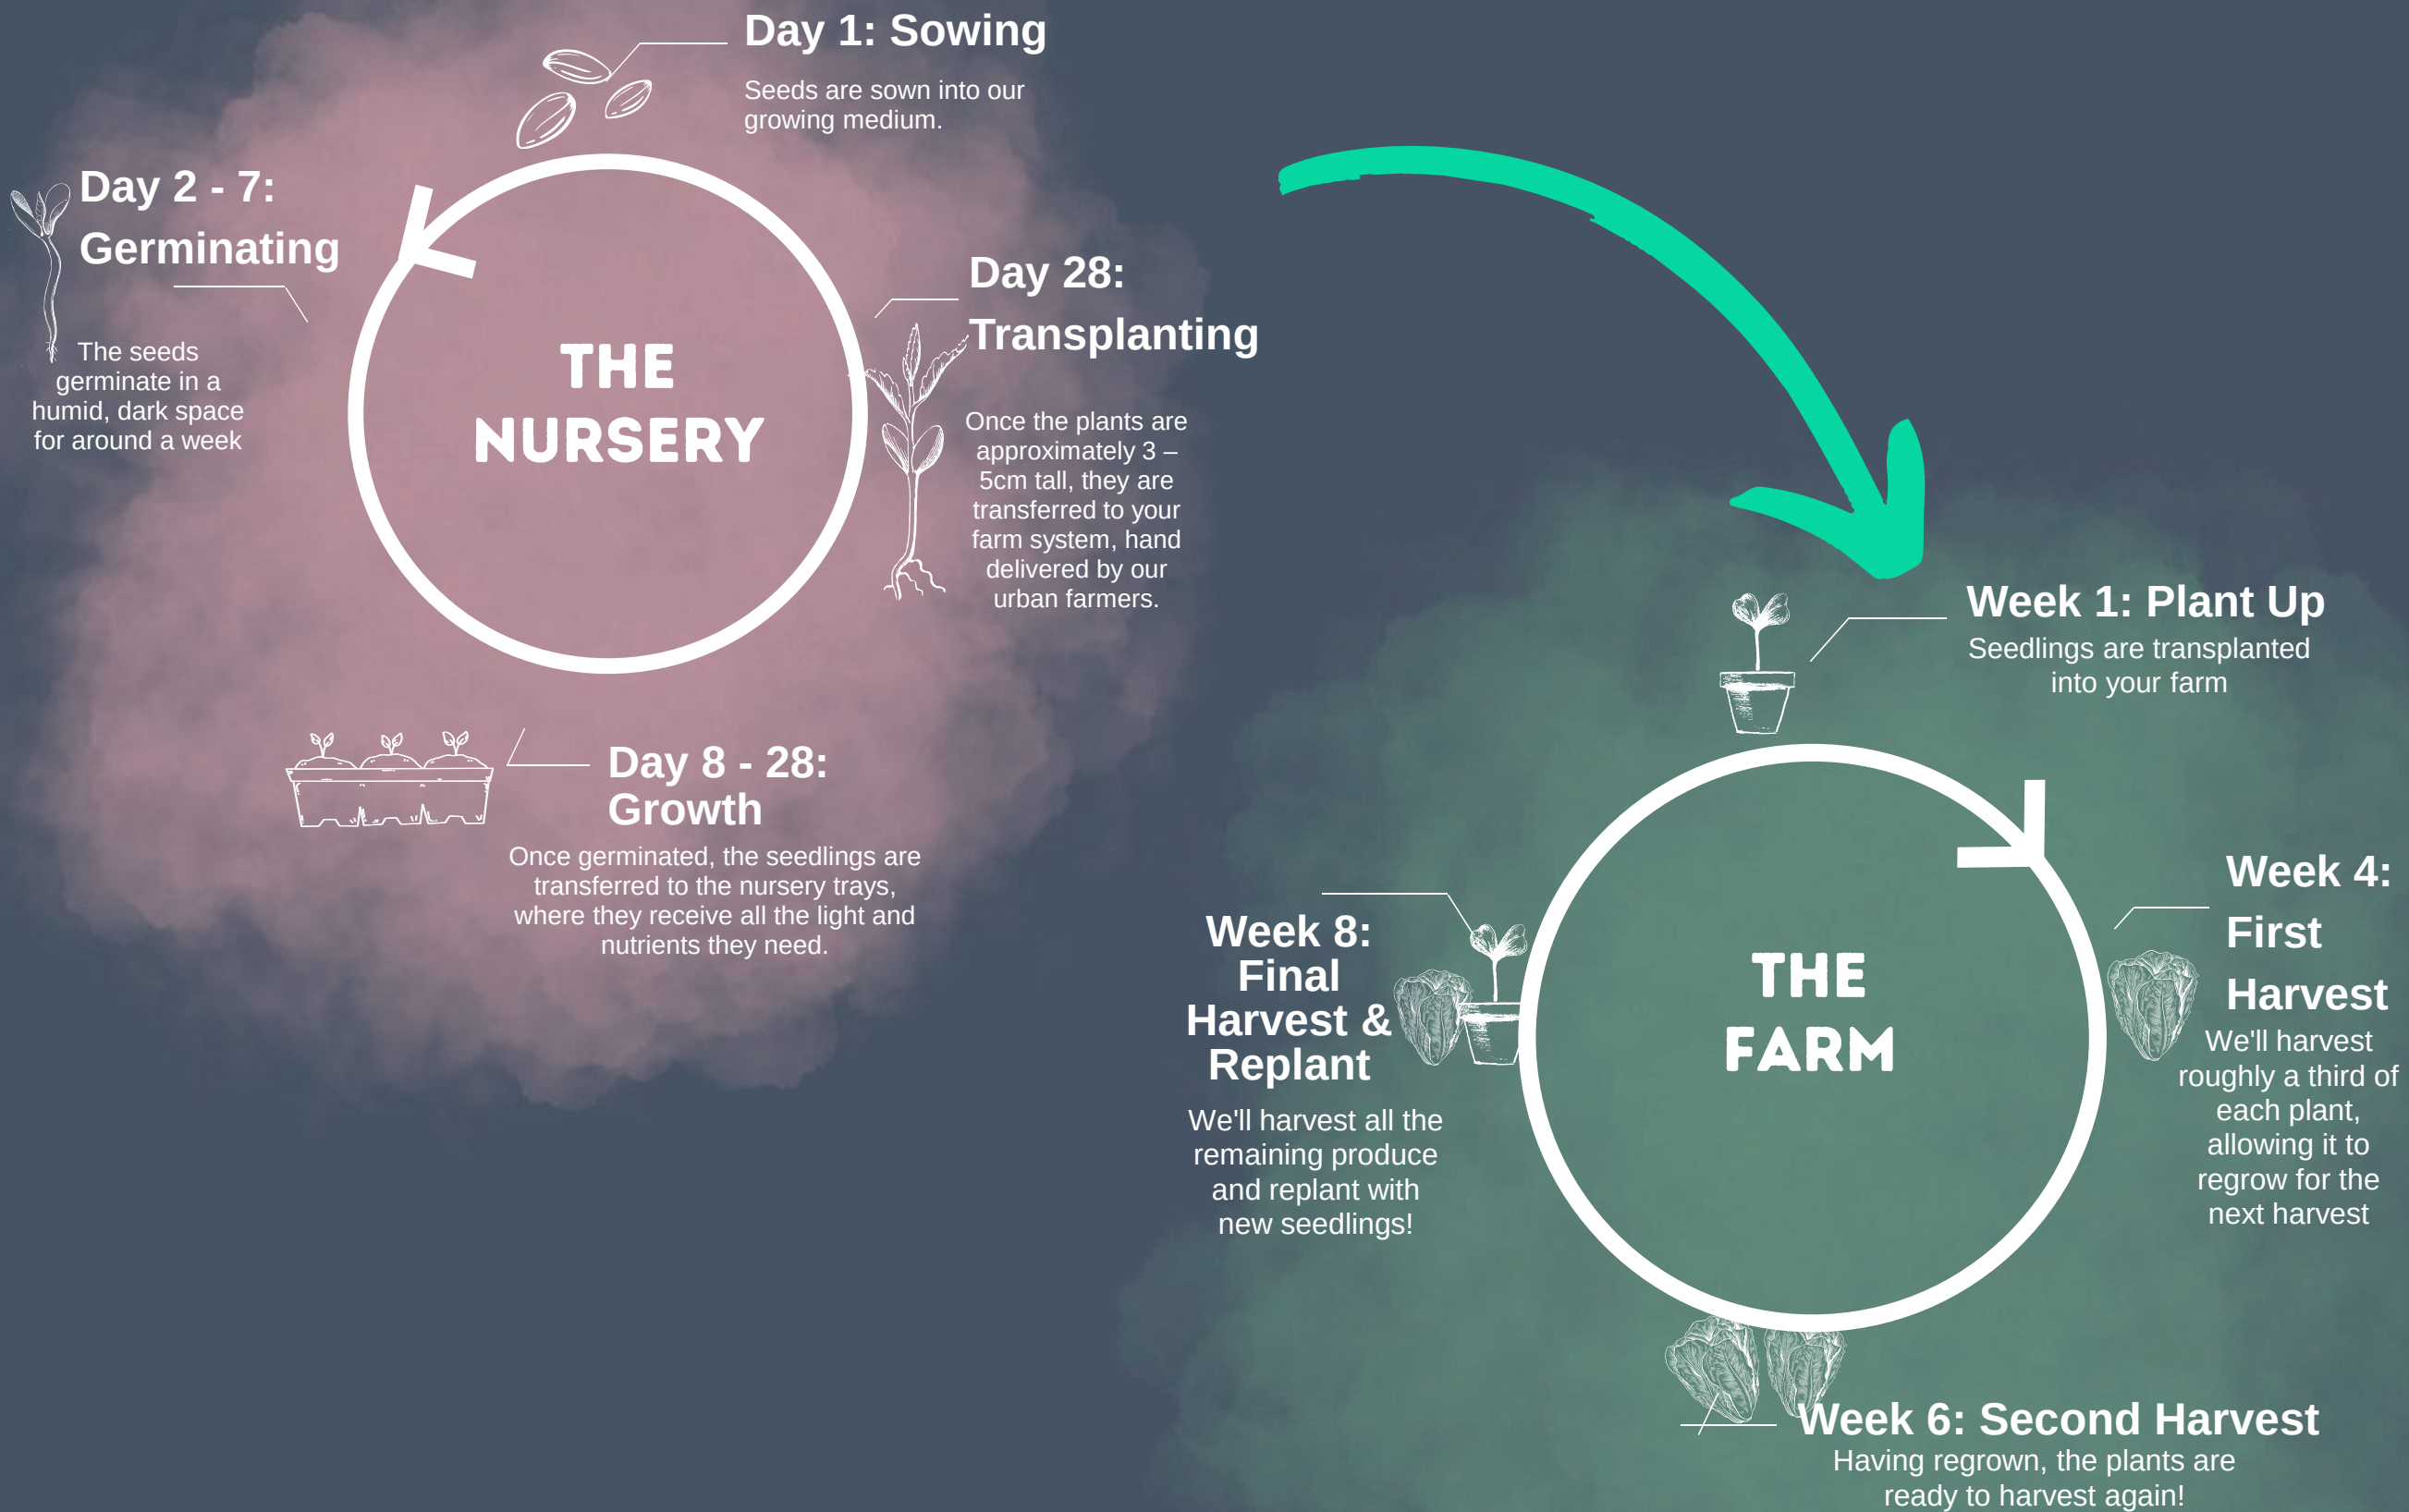 Day 1: Sowing
Seeds are sown into our
growing medium.
Day 2 - 7:
Germinating
The seeds
germinate in a
humid, dark space
for around a week
THE
NURSERY
Day 28:
Transplanting
Once the plants are
approximately 3 –
5cm tall, they are
transferred to your
farm system, hand
delivered by our
urban farmers.
Day 8 - 28:
Growth
Once germinated, the seedlings are
transferred to the nursery trays,
where they receive all the light and
nutrients they need.
Week 1: Plant Up
Seedlings are transplanted
into your farm
THE
FARM
Week 4:
First
Harvest
We'll harvest
roughly a third of
each plant,
allowing it to
regrow for the
next harvest
Week 8:
Final
Harvest &
Replant
We'll harvest all the
remaining produce
and replant with
new seedlings!
Week 6: Second Harvest
Having regrown, the plants are
ready to harvest again!